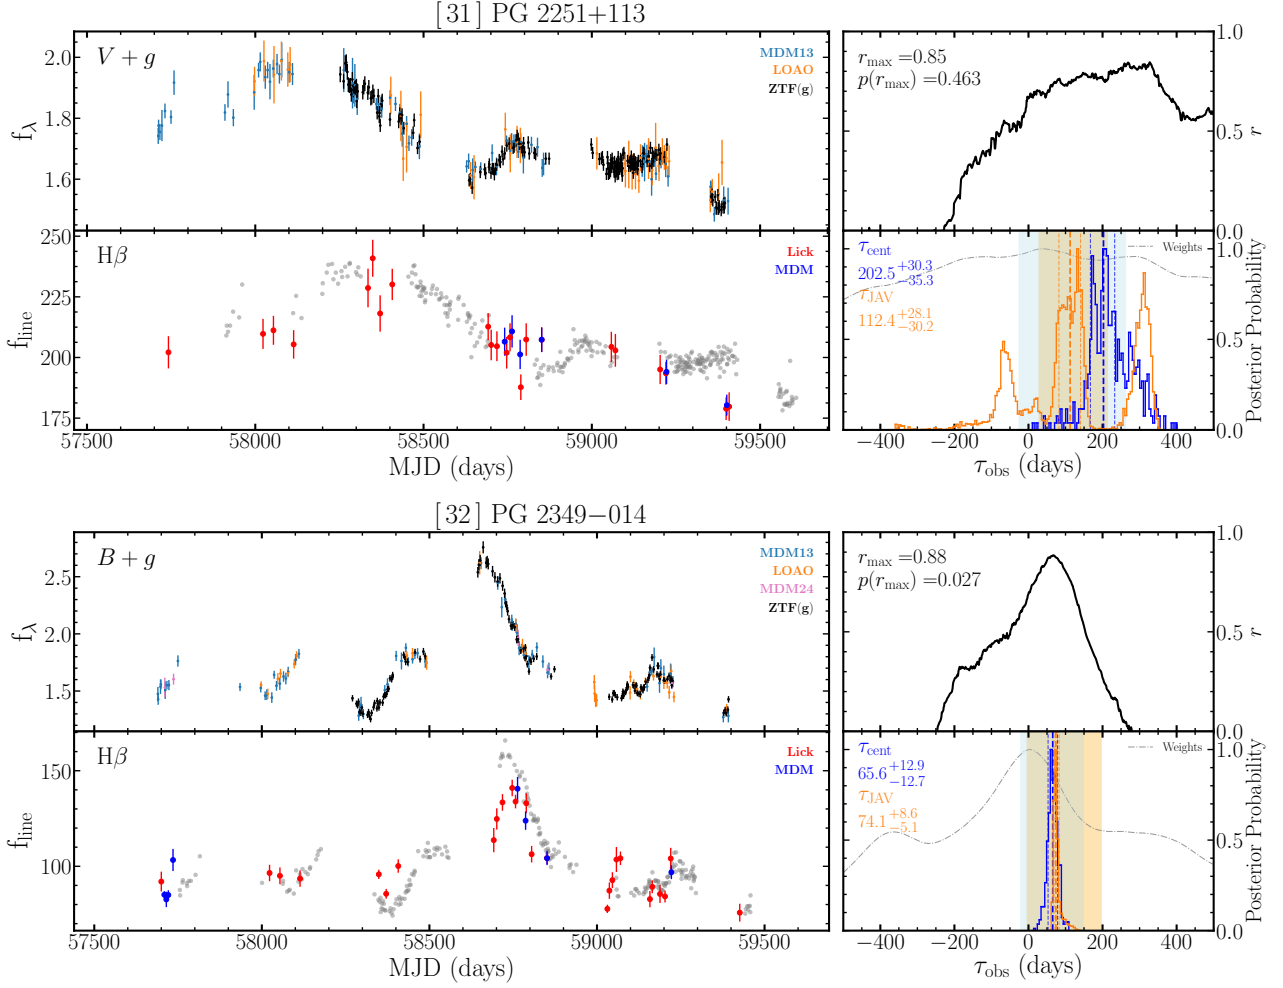 [31] PG 2251+113
V + g
MDM13
LOAO
ZTF(g)
2.0
1.8
1.6
fλ
r_max =0.85
p(r_max) =0.463
1.0
0.5
0.0
r
Hβ
Lick
MDM
250
225
200
175
f_line
57500 58000 58500 59000 59500
MJD (days)
τ_cent
202.5 +30.3 −35.3
τ_JAV
112.4 +28.1 −30.2
Weights
1.0
0.5
0.0
Posterior Probability
−400 −200 0 200 400
τ_obs (days)
[32] PG 2349−014
B + g
MDM13
LOAO
MDM24
ZTF(g)
2.5
2.0
1.5
fλ
r_max =0.88
p(r_max) =0.027
1.0
0.5
0.0
r
Hβ
Lick
MDM
150
100
f_line
57500 58000 58500 59000 59500
MJD (days)
τ_cent
65.6 +12.9 −12.7
τ_JAV
74.1 +8.6 −5.1
Weights
1.0
0.5
0.0
Posterior Probability
−400 −200 0 200 400
τ_obs (days)